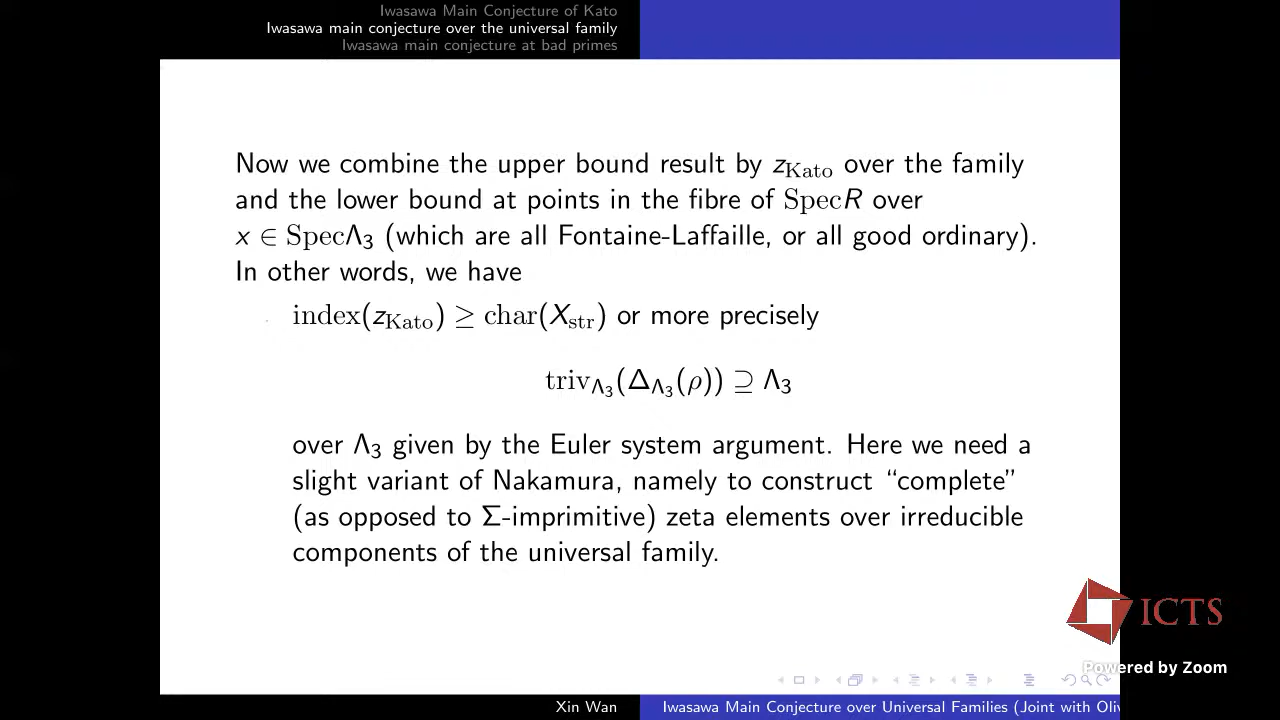 Iwasawa Main Conjecture of Kato
Iwasawa main conjecture over the universal family
Iwasawa main conjecture at bad primes
Now we combine the upper bound result by z_Kato over the family
and the lower bound at points in the fibre of SpecR over
x ∈ SpecΛ₃ (which are all Fontaine-Laffaille, or all good ordinary).
In other words, we have
index(z_Kato) ≥ char(X_str) or more precisely
triv_Λ₃(Δ_Λ₃(ρ)) ⊇ Λ₃
over Λ₃ given by the Euler system argument. Here we need a
slight variant of Nakamura, namely to construct “complete”
(as opposed to Σ-imprimitive) zeta elements over irreducible
components of the universal family.
ICTS
Powered by Zoom
Xin Wan
Iwasawa Main Conjecture over Universal Families (Joint with Oliv